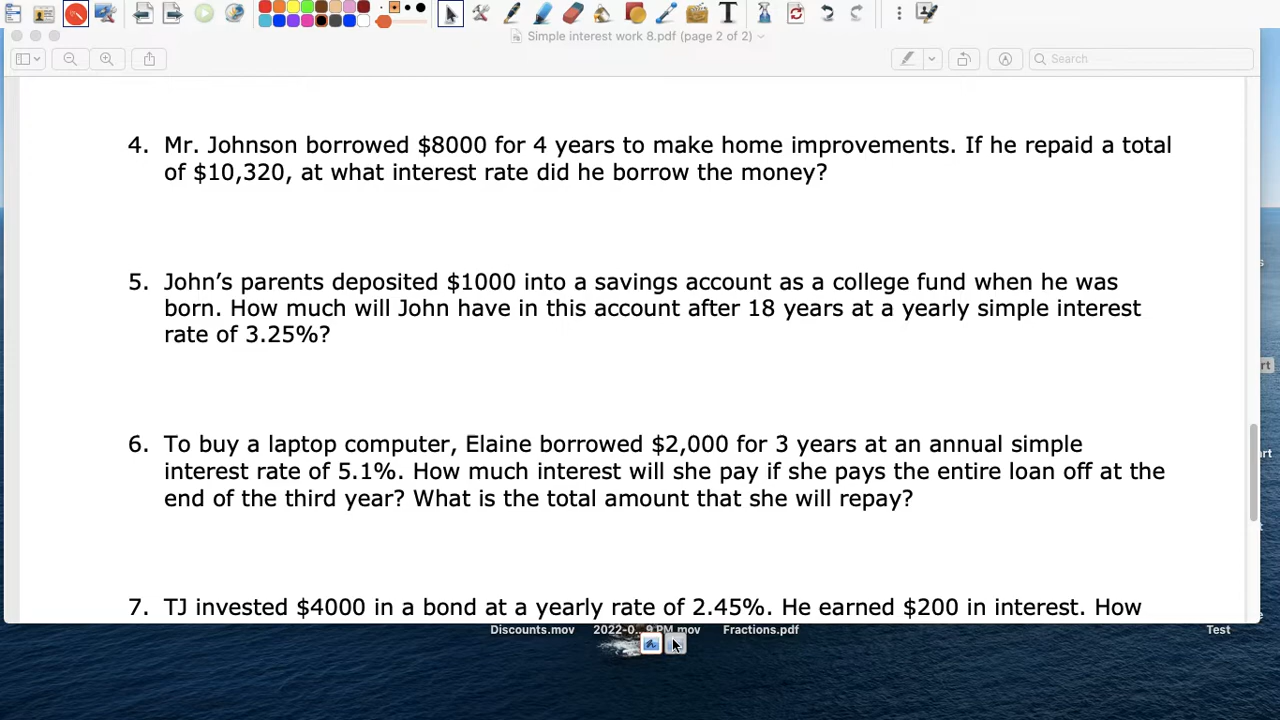 Simple interest work 8.pdf (page 2 of 2)
Search
4. Mr. Johnson borrowed $8000 for 4 years to make home improvements. If he repaid a total
of $10,320, at what interest rate did he borrow the money?
5. John’s parents deposited $1000 into a savings account as a college fund when he was
born. How much will John have in this account after 18 years at a yearly simple interest
rate of 3.25%?
6. To buy a laptop computer, Elaine borrowed $2,000 for 3 years at an annual simple
interest rate of 5.1%. How much interest will she pay if she pays the entire loan off at the
end of the third year? What is the total amount that she will repay?
7. TJ invested $4000 in a bond at a yearly rate of 2.45%. He earned $200 in interest. How
Discounts.mov 2022-0...9 PM.mov Fractions.pdf Test